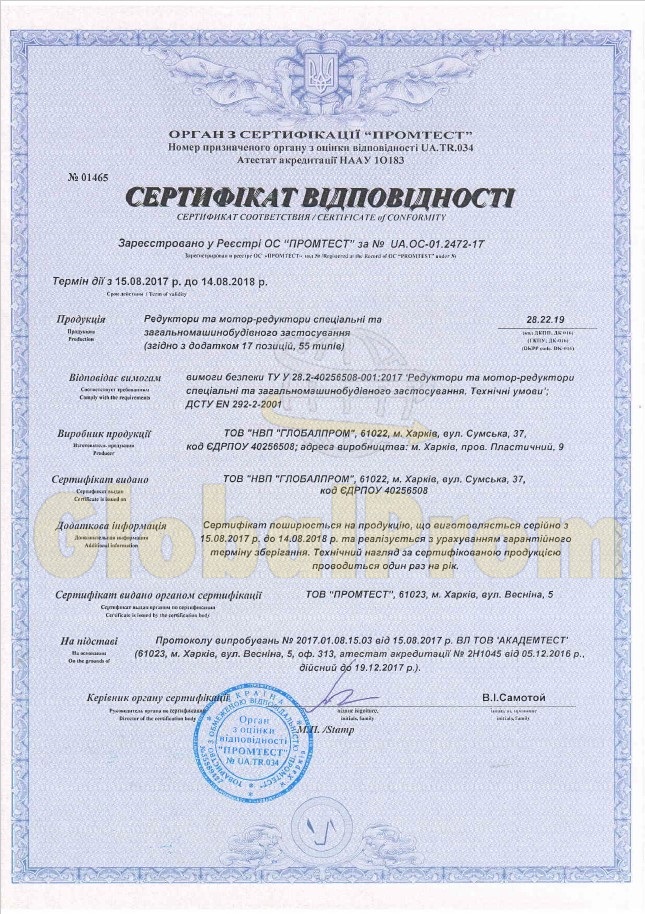 ОРГАН З СЕРТИФІКАЦІЇ “ПРОМТЕСТ”
Номер призначеного органу з оцінки відповідності UA.TR.034
Атестат акредитації НААУ 1О183
№ 01465
СЕРТИФІКАТ ВІДПОВІДНОСТІ
СЕРТИФИКАТ СООТВЕТСТВИЯ / CERTIFICATE of CONFORMITY
Зареєстровано у Реєстрі ОС “ПРОМТЕСТ” за № UA.ОС-01.2472-17
Зарегистрировано в реестре ОС «ПРОМТЕСТ» под № /Registered at the Record of OC "PROMTEST" under №
Термін дії з 15.08.2017 р. до 14.08.2018 р.
Срок действия / Term of validity
Продукція
Продукция
Production
Редуктори та мотор-редуктори спеціальні та
загальномашинобудівного застосування
(згідно з додатком 17 позицій, 55 типів)
28.22.19
Відповідає вимогам
Соответствует требованиям
Comply with the requirements
вимоги безпеки ТУ У 28.2-40256508-001:2017 'Редуктори та мотор-редуктори
спеціальні та загальномашинобудівного застосування. Технічні умови';
ДСТУ EN 292-2-2001
Виробник продукції
Изготовитель продукции
Producer
ТОВ "НВП "ГЛОБАЛПРОМ", 61022, м. Харків, вул. Сумська, 37,
код ЄДРПОУ 40256508; адреса виробництва: м. Харків, пров. Пластичний, 9
Сертифікат видано
Сертификат выдан
Certificate is issued on
ТОВ "НВП "ГЛОБАЛПРОМ", 61022, м. Харків, вул. Сумська, 37,
код ЄДРПОУ 40256508
GlobalProm
Додаткова інформація
Дополнительная информация
Additional information
Сертифікат поширюється на продукцію, що виготовляється серійно з
15.08.2017 р. до 14.08.2018 р. та реалізується з урахуванням гарантійного
терміну зберігання. Технічний нагляд за сертифікованою продукцією
проводиться один раз на рік.
Сертифікат видано органом сертифікації
Сертификат выдан органом по сертификации
Certificate is issued by the certification body
ТОВ "ПРОМТЕСТ", 61023, м. Харків, вул. Весніна, 5
На підставі
На основании
On the grounds of
Протоколу випробувань № 2017.01.08.15.03 від 15.08.2017 р. ВЛ ТОВ 'АКАДЕМТЕСТ'
(61023, м. Харків, вул. Весніна, 5, оф. 313, атестат акредитації № 2Н1045 від 05.12.2016 р.,
дійсний до 19.12.2017 р.).
Керівник органу сертифікації
Руководитель органа по сертификации
Director of the certification body
В.І.Самотой
initials, family
initials, family
М.П. /Stamp
УКРАЇНА
Орган
з оцінки
відповідності
"ПРОМТЕСТ"
№ UA.TR.034